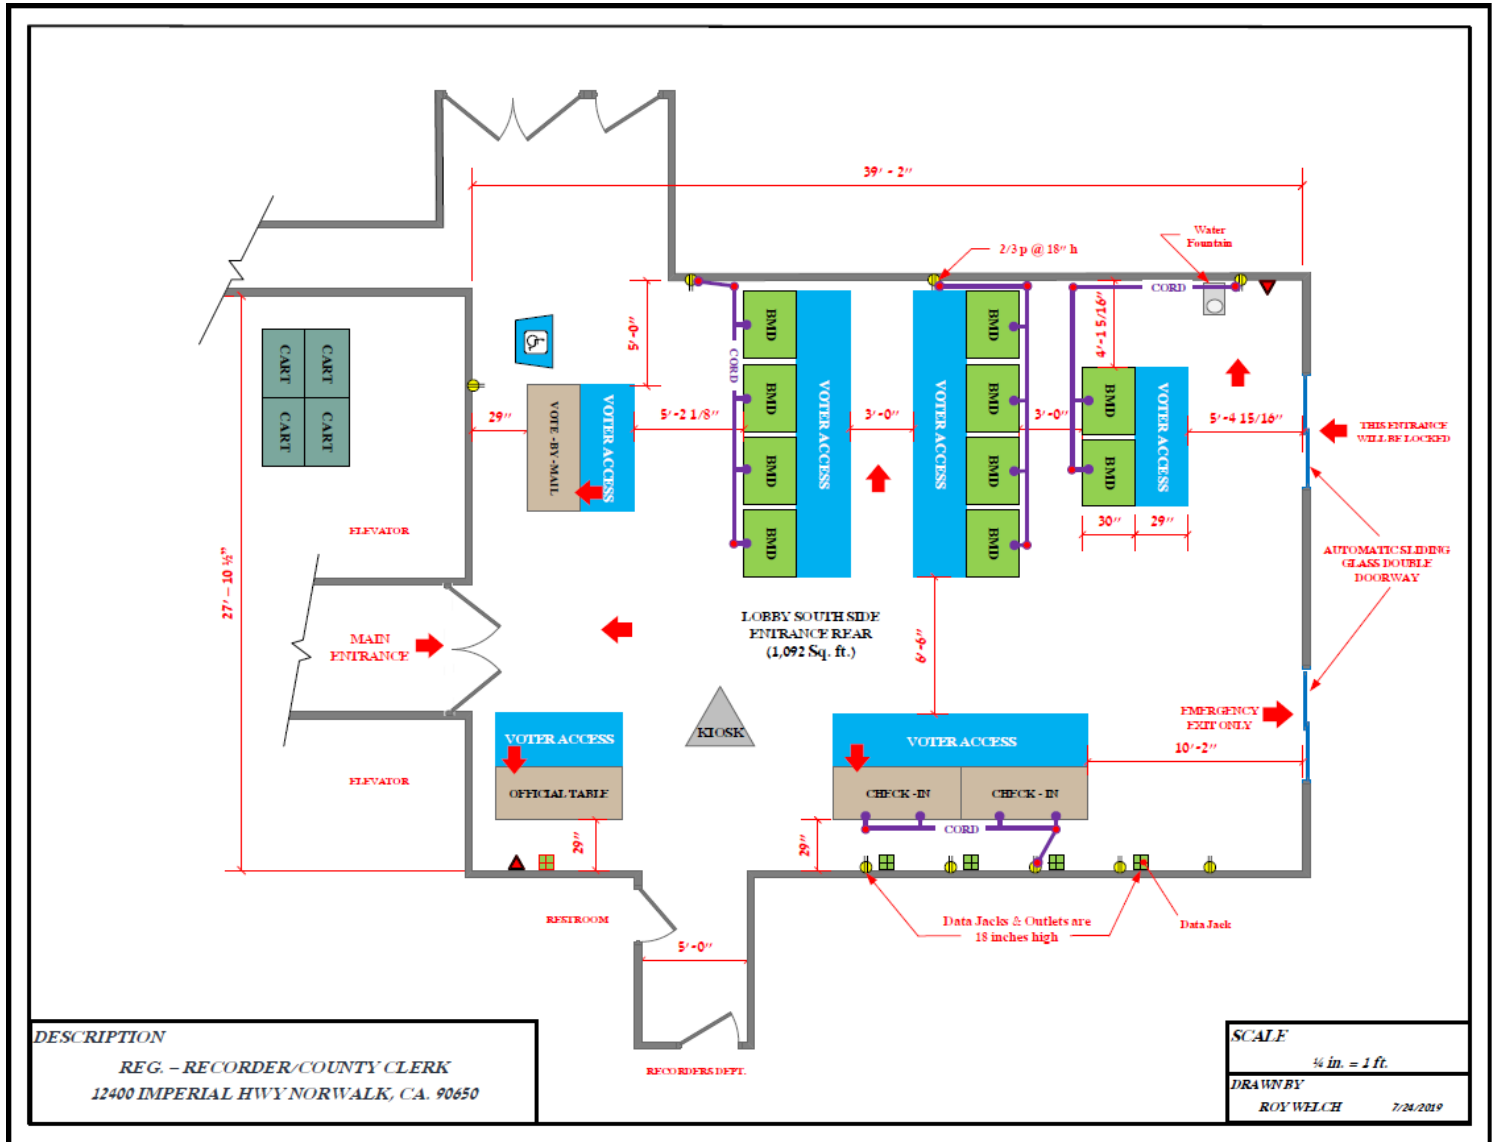 39' - 2"
2/3 p @ 18" h
Water
Fountain
CORD
5'-0"
4'-1 5/16"
CART
CART
CART
CART
BMD
BMD
BMD
BMD
CORD
VOTER ACCESS
VOTER ACCESS
BMD
BMD
BMD
BMD
BMD
BMD
VOTER ACCESS
29"
VOTE-BY-MAIL
VOTER ACCESS
5'-2 1/8"
3'-0"
3'-0"
5'-4 15/16"
THIS ENTRANCE
WILL BE LOCKED
30"
29"
ELEVATOR
27' – 10 ½"
AUTOMATIC SLIDING
GLASS DOUBLE
DOORWAY
MAIN
ENTRANCE
LOBBY SOUTH SIDE
ENTRANCE REAR
(1,092 Sq. ft.)
6'-6"
KIOSK
EMERGENCY
EXIT ONLY
VOTER ACCESS
VOTER ACCESS
10'-2"
ELEVATOR
OFFICIAL TABLE
CHECK -IN
CHECK - IN
29"
29"
CORD
RESTROOM
Data Jacks & Outlets are
18 inches high
Data Jack
5'-0"
RECORDERS DEPT.
DESCRIPTION
REG. – RECORDER/COUNTY CLERK
12400 IMPERIAL HWY NORWALK, CA. 90650
SCALE
¼ in. = 1 ft.
DRAWN BY
ROY WELCH 7/24/2019